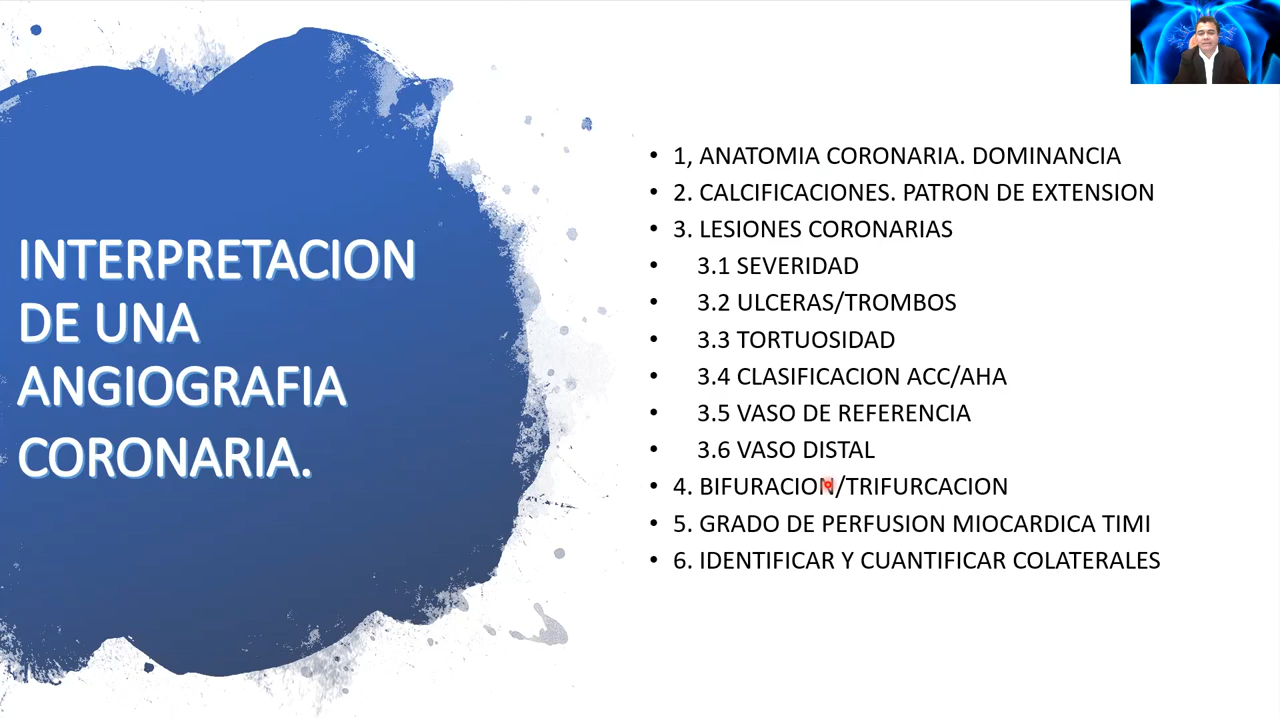 INTERPRETACION
DE UNA
ANGIOGRAFIA
CORONARIA.
• 1, ANATOMIA CORONARIA. DOMINANCIA
• 2. CALCIFICACIONES. PATRON DE EXTENSION
• 3. LESIONES CORONARIAS
• 3.1 SEVERIDAD
• 3.2 ULCERAS/TROMBOS
• 3.3 TORTUOSIDAD
• 3.4 CLASIFICACION ACC/AHA
• 3.5 VASO DE REFERENCIA
• 3.6 VASO DISTAL
• 4. BIFURACION/TRIFURCACION
• 5. GRADO DE PERFUSION MIOCARDICA TIMI
• 6. IDENTIFICAR Y CUANTIFICAR COLATERALES